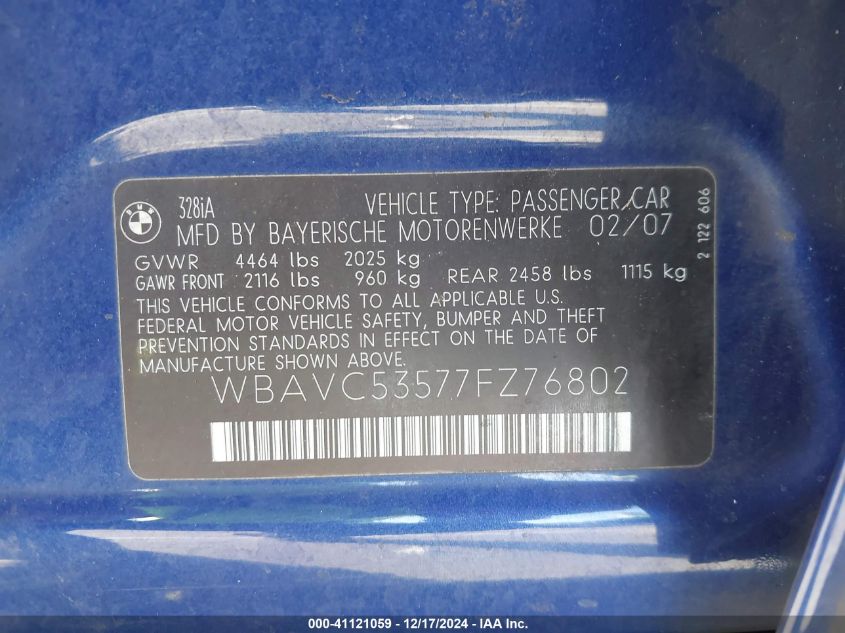 BMW
328iA VEHICLE TYPE: PASSENGER CAR
MFD BY BAYERISCHE MOTORENWERKE 02/07
GVWR 4464 lbs 2025 kg
GAWR FRONT 2116 lbs 960 kg REAR 2458 lbs 1115 kg
THIS VEHICLE CONFORMS TO ALL APPLICABLE U.S.
FEDERAL MOTOR VEHICLE SAFETY, BUMPER AND THEFT
PREVENTION STANDARDS IN EFFECT ON THE DATE OF
MANUFACTURE SHOWN ABOVE.
WBAVC53577FZ76802
2 122 606
000-41121059 - 12/17/2024 - IAA Inc.